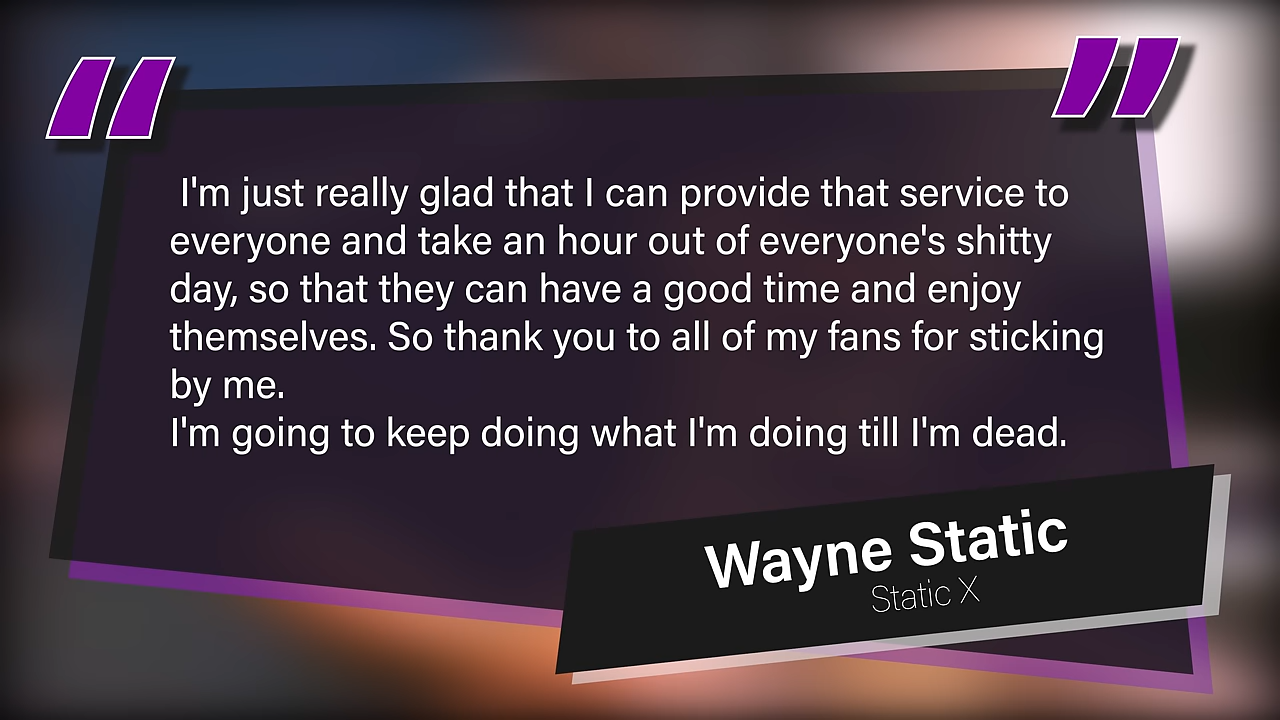 "
"
I'm just really glad that I can provide that service to
everyone and take an hour out of everyone's shitty
day, so that they can have a good time and enjoy
themselves. So thank you to all of my fans for sticking
by me.
I'm going to keep doing what I'm doing till I'm dead.
Wayne Static
Static X